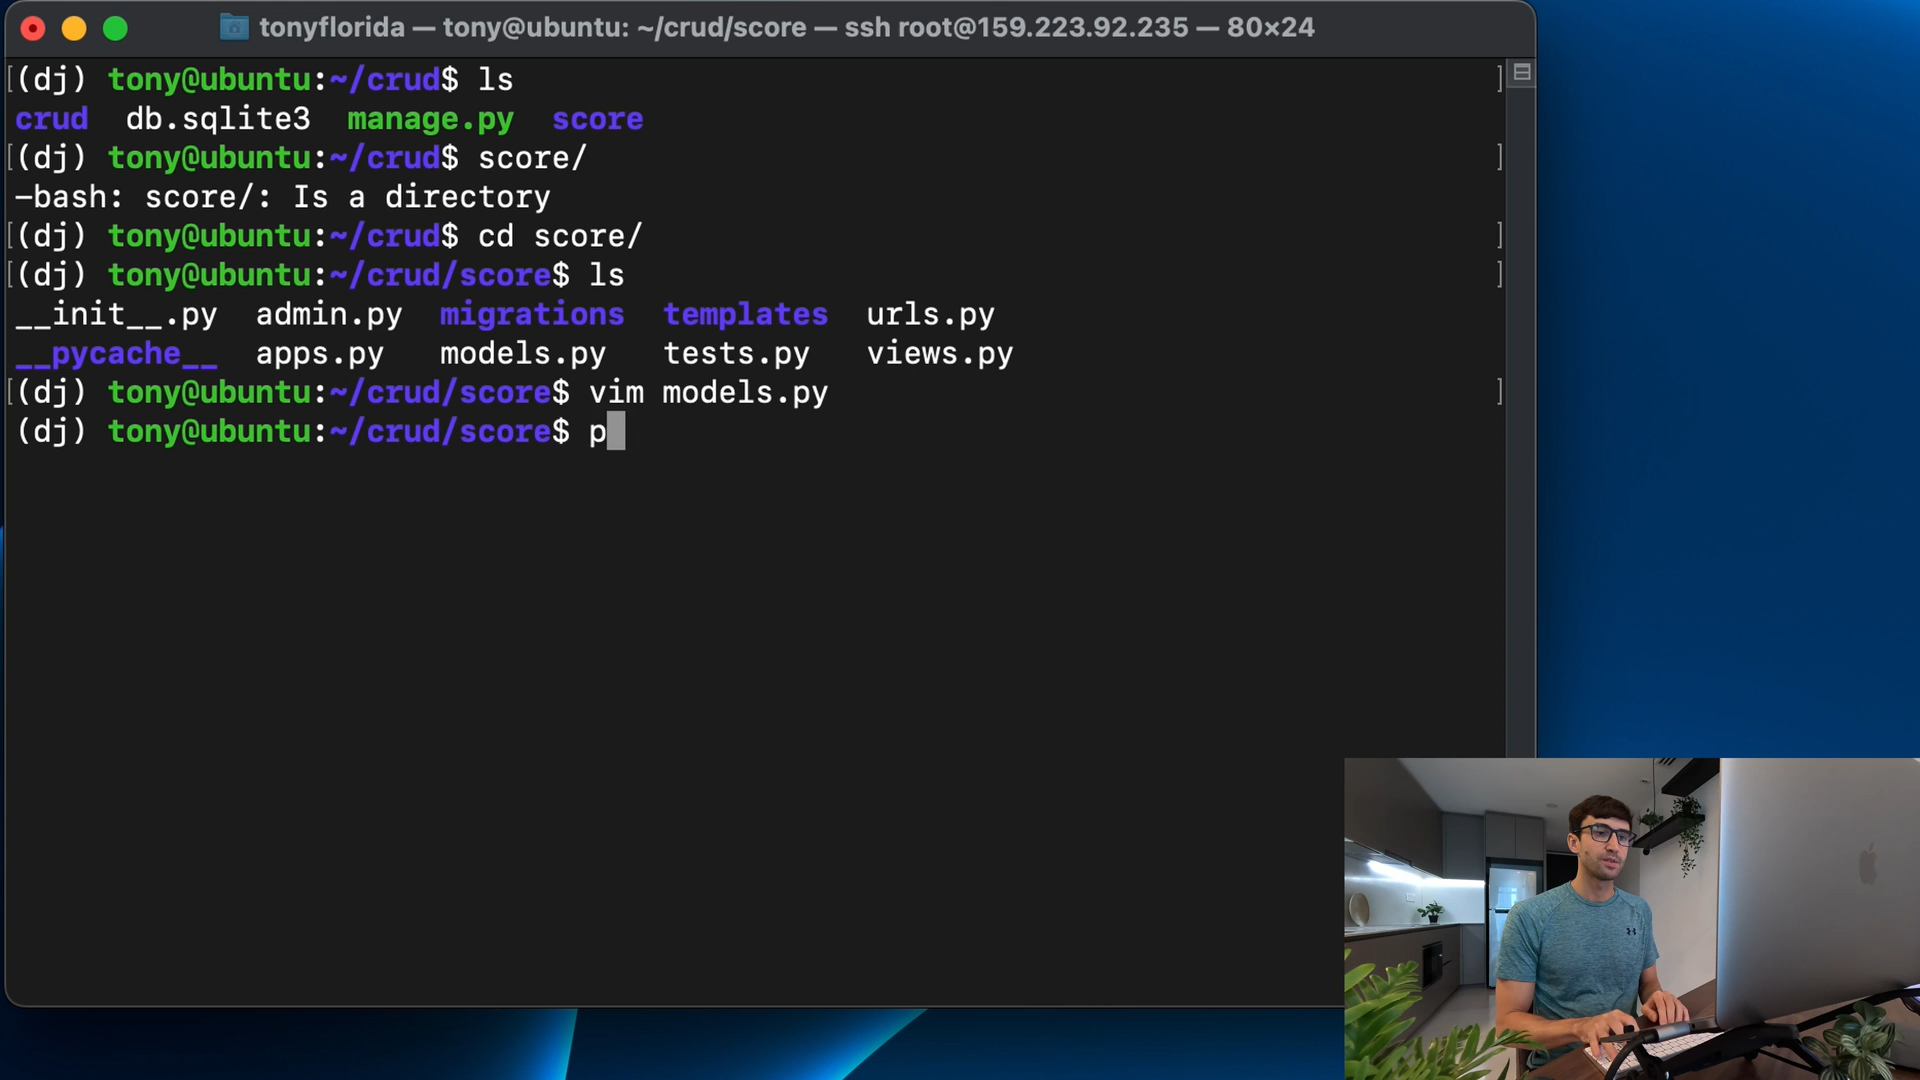 tonyflorida — tony@ubuntu: ~/crud/score — ssh root@159.223.92.235 — 80×24
[(dj) tony@ubuntu:~/crud$ ls ]
crud db.sqlite3 manage.py score
[(dj) tony@ubuntu:~/crud$ score/ ]
-bash: score/: Is a directory
[(dj) tony@ubuntu:~/crud$ cd score/ ]
[(dj) tony@ubuntu:~/crud/score$ ls ]
__init__.py admin.py migrations templates urls.py
__pycache__ apps.py models.py tests.py views.py
[(dj) tony@ubuntu:~/crud/score$ vim models.py ]
(dj) tony@ubuntu:~/crud/score$ p